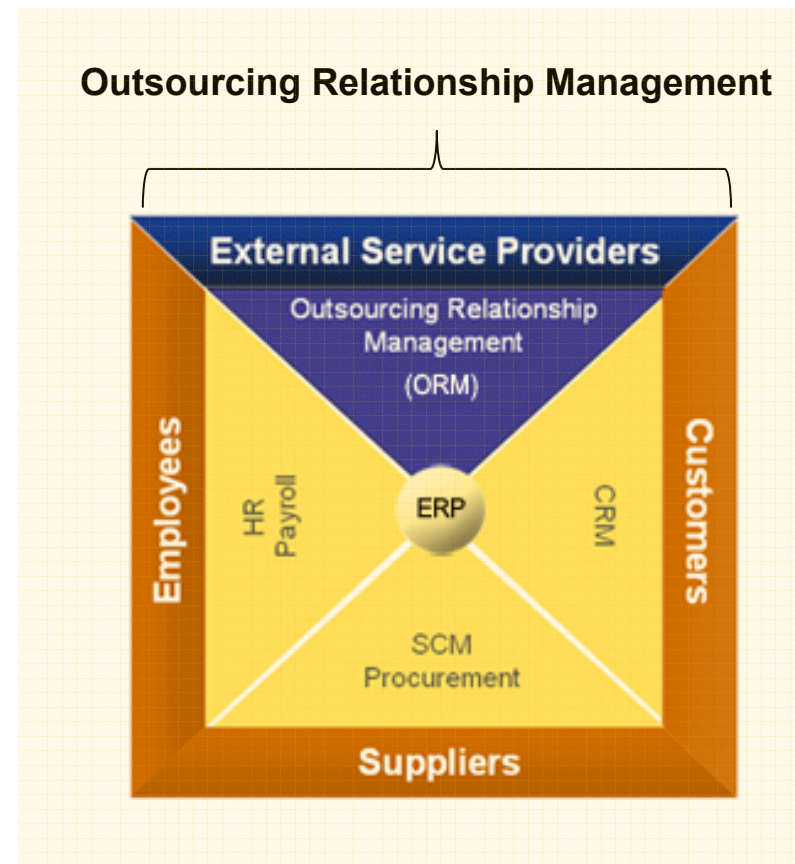 Outsourcing Relationship Management
External Service Providers
Outsourcing Relationship
Management
(ORM)
Employees
HR
Payroll
ERP
CRM
Customers
SCM
Procurement
Suppliers